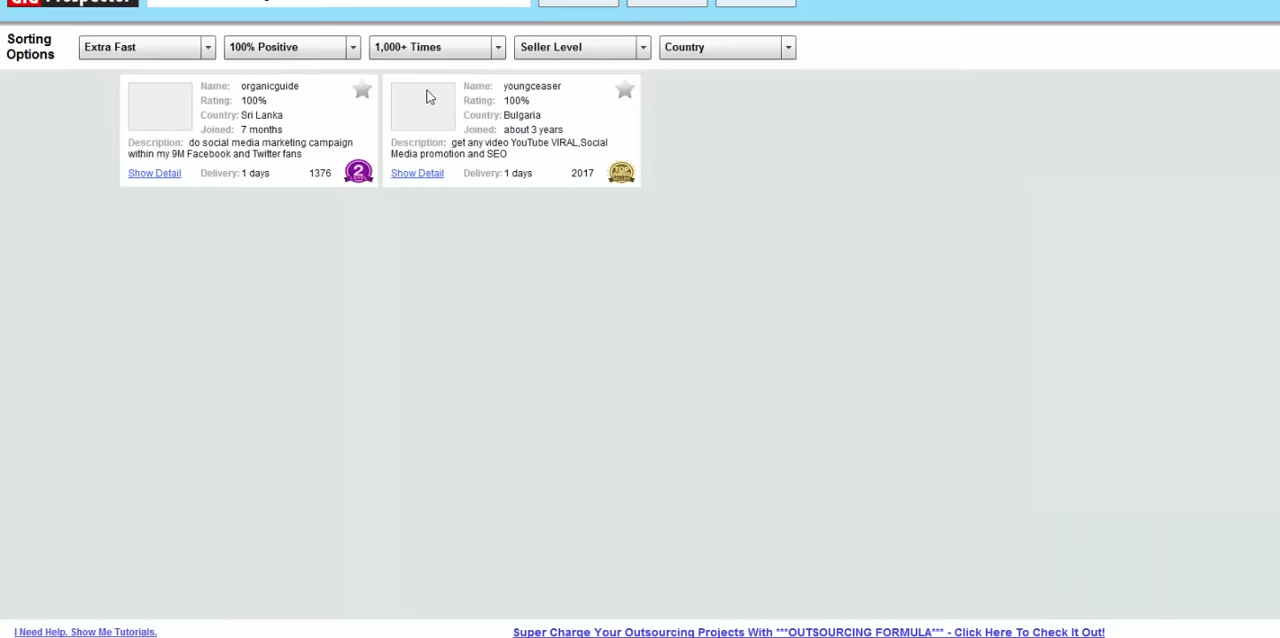 Sorting
Options
Extra Fast
100% Positive
1,000+ Times
Seller Level
Country
Name: organicguide
Rating: 100%
Country: Sri Lanka
Joined: 7 months
Description: do social media marketing campaign
within my 9M Facebook and Twitter fans
Show Detail Delivery: 1 days 1376 2
Name: youngceaser
Rating: 100%
Country: Bulgaria
Joined: about 3 years
Description: get any video YouTube VIRAL,Social
Media promotion and SEO
Show Detail Delivery: 1 days 2017
I Need Help. Show Me Tutorials.
Super Charge Your Outsourcing Projects With ***OUTSOURCING FORMULA*** - Click Here To Check It Out!